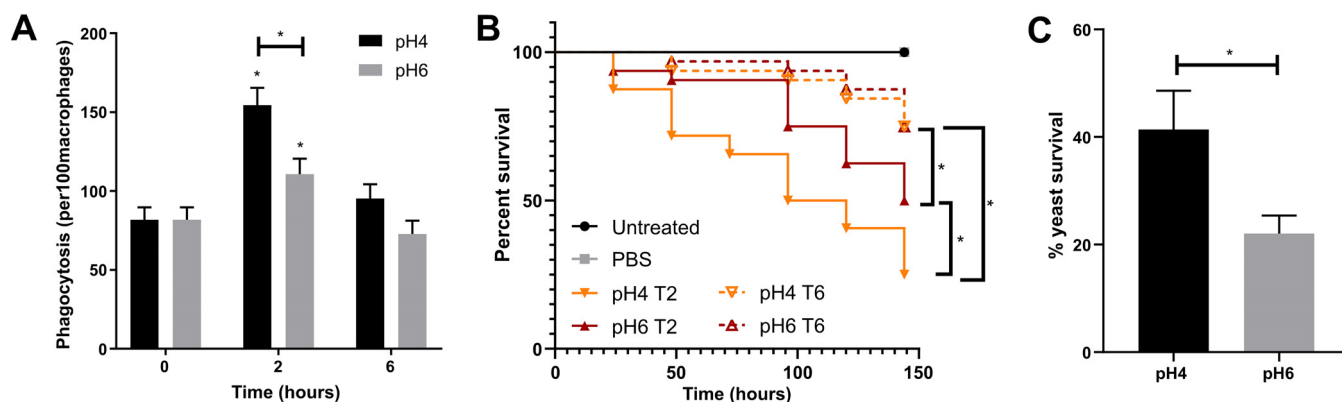 A
Phagocytosis (per100macrophages)
200
150
100
50
0
pH4
pH6
*
*
*
0
2
6
Time (hours)
B
Percent survival
100
50
0
Untreated
PBS
pH4 T2
pH4 T6
pH6 T2
pH6 T6
*
*
*
0
50
100
150
Time (hours)
C
% yeast survival
60
40
20
0
*
pH4
pH6